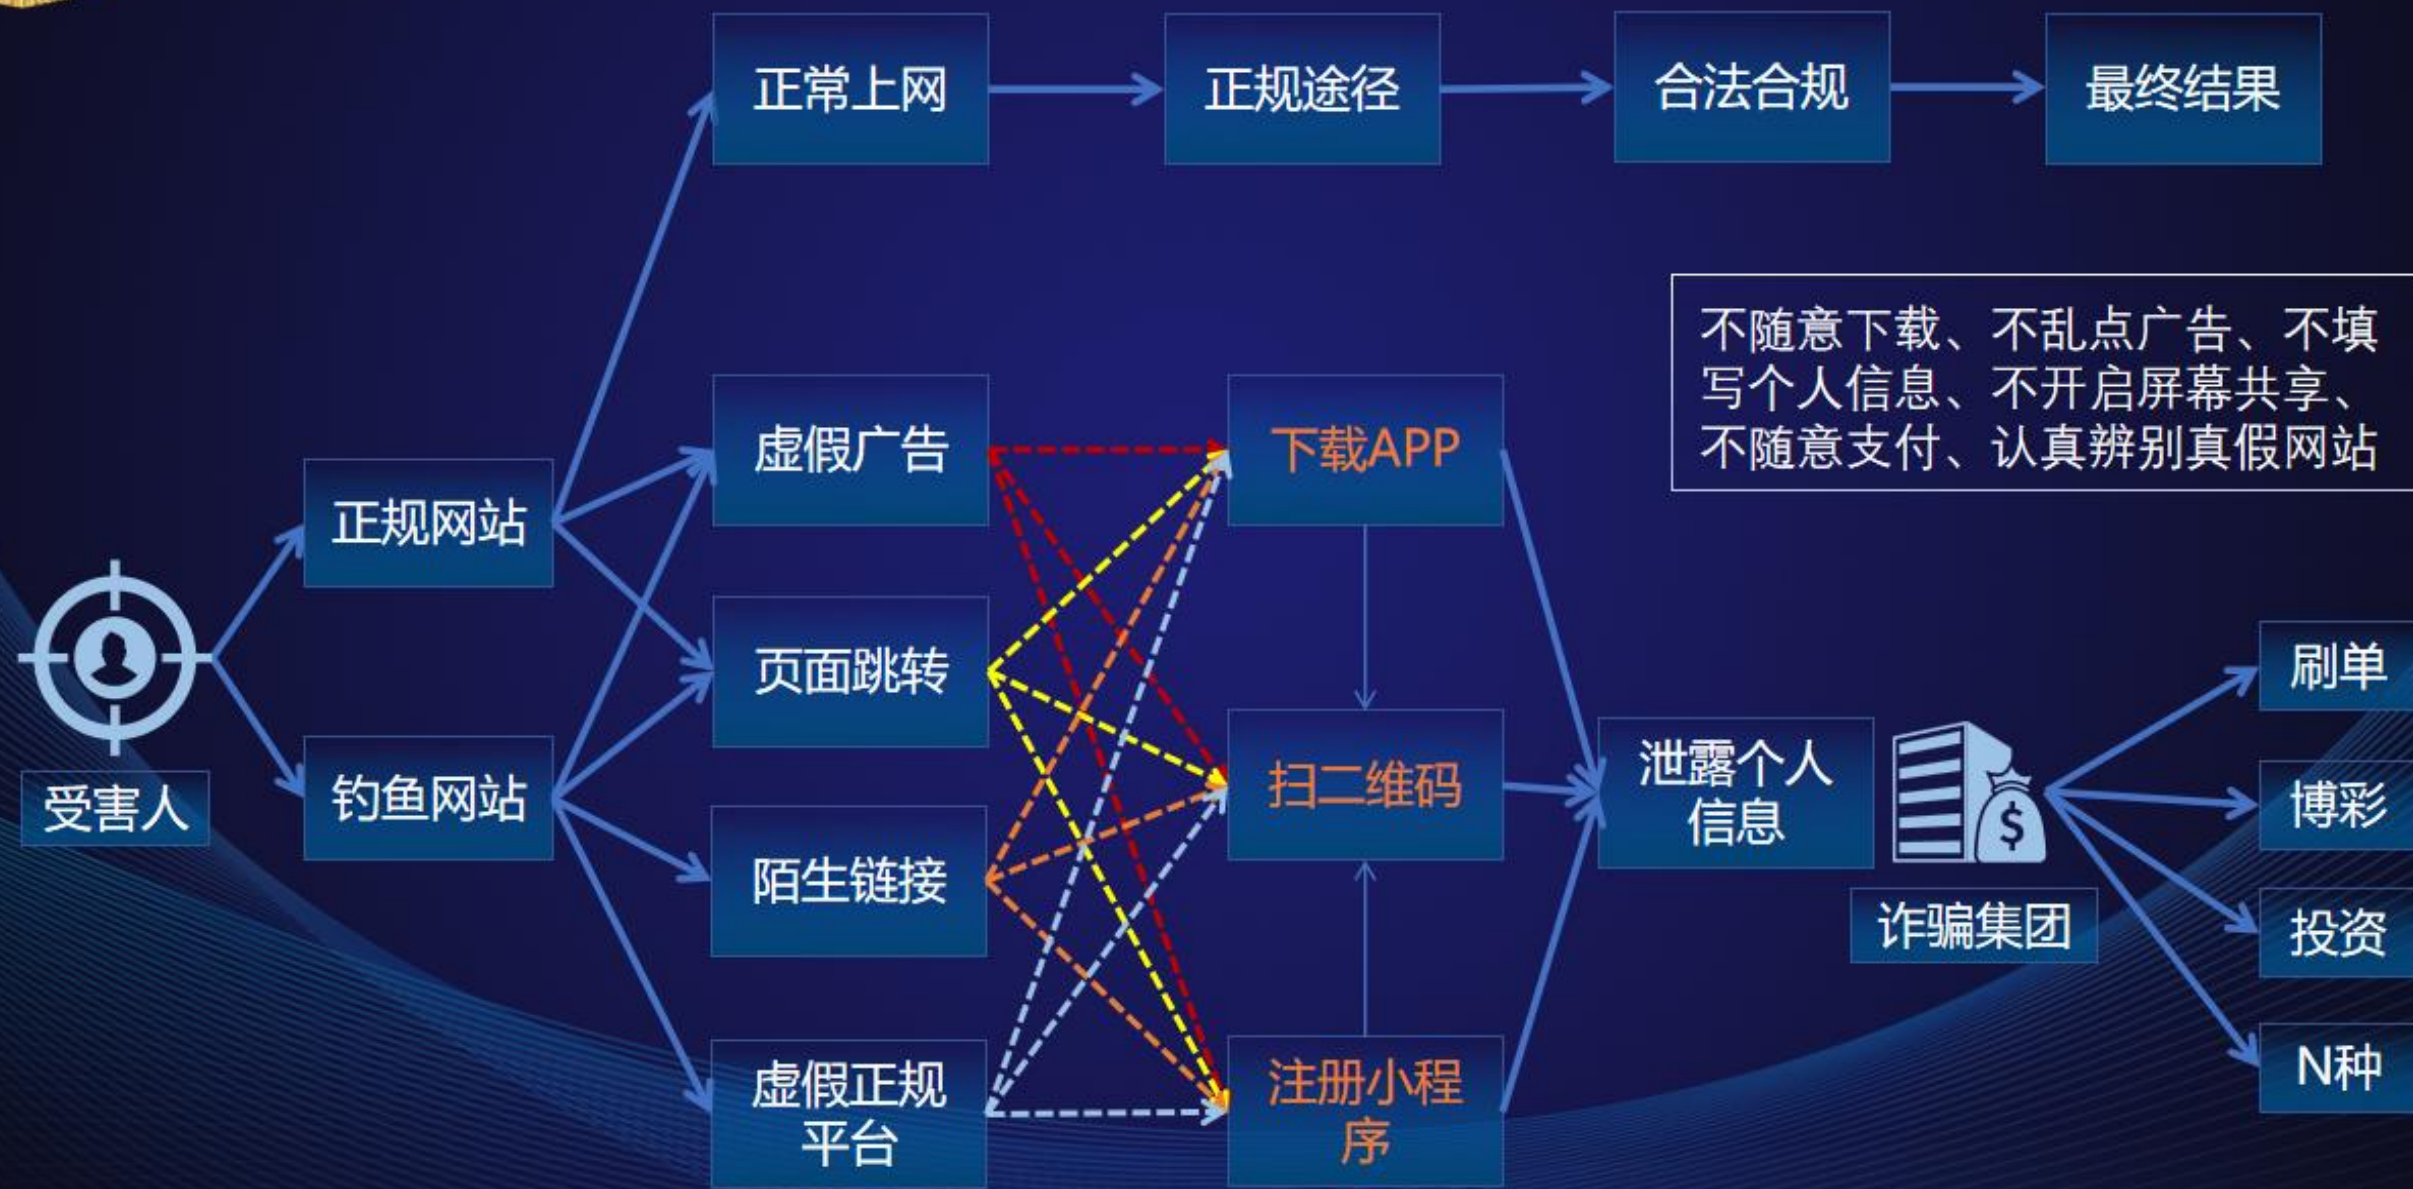 正常上网
正规途径
合法合规
最终结果
不随意下载、不乱点广告、不填
写个人信息、不开启屏幕共享、
不随意支付、认真辨别真假网站
虚假广告
下载APP
正规网站
页面跳转
刷单
受害人
钓鱼网站
扫二维码
泄露个人
信息
$
博彩
陌生链接
诈骗集团
投资
虚假正规
平台
注册小程
序
N种